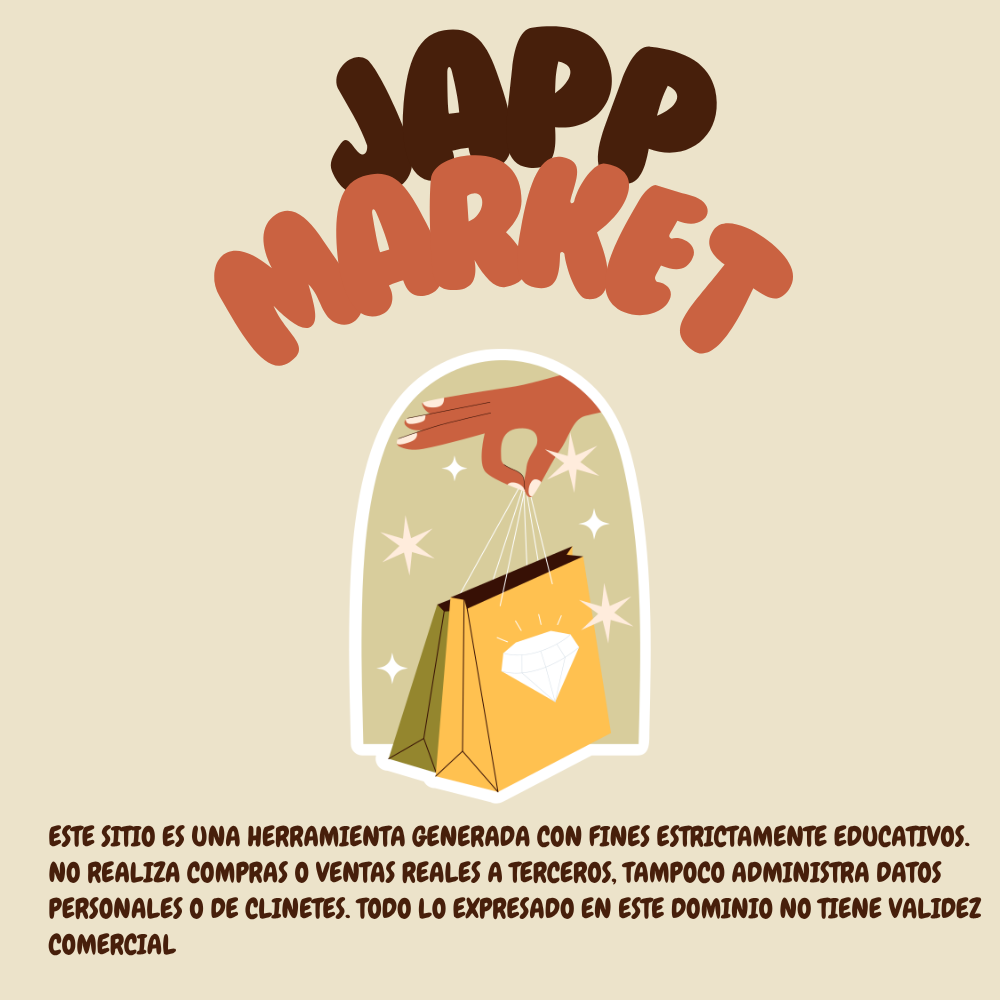 JAPP
MARKET
ESTE SITIO ES UNA HERRAMIENTA GENERADA CON FINES ESTRICTAMENTE EDUCATIVOS.
NO REALIZA COMPRAS O VENTAS REALES A TERCEROS, TAMPOCO ADMINISTRA DATOS
PERSONALES O DE CLINETES. TODO LO EXPRESADO EN ESTE DOMINIO NO TIENE VALIDEZ
COMERCIAL